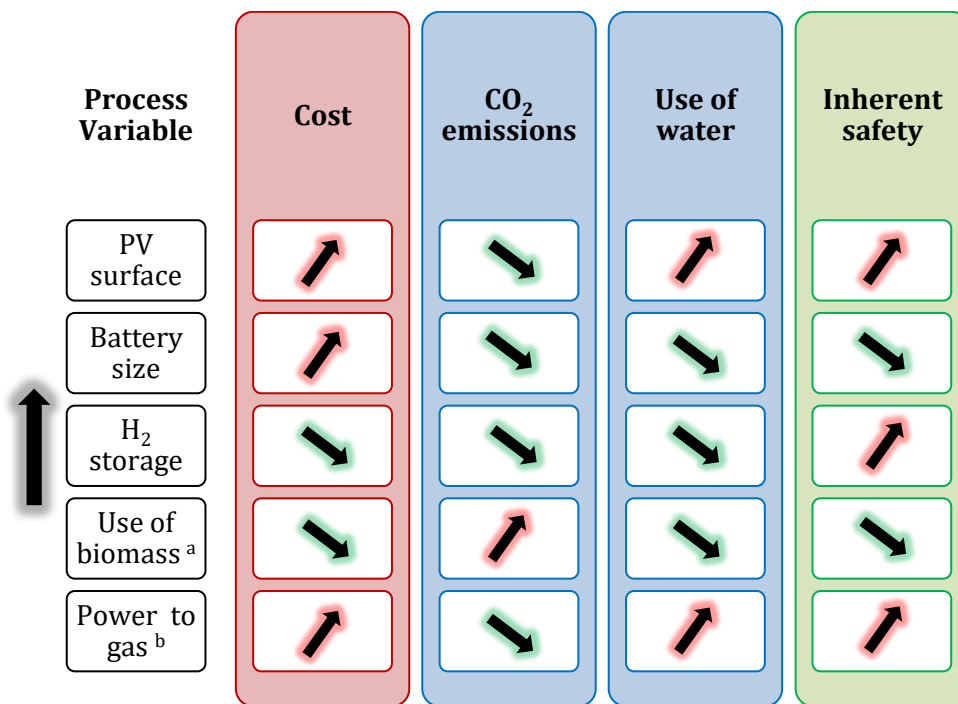 Process
Variable
Cost
CO₂
emissions
Use of
water
Inherent
safety
PV
surface
Battery
size
H₂
storage
Use of
biomass ᵃ
Power to
gas ᵇ